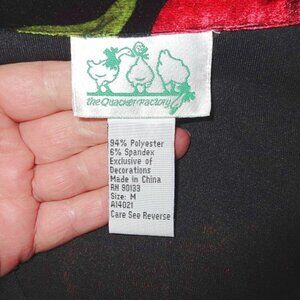 the Quacker Factory
94% Polyester
6% Spandex
Exclusive of
Decorations
Made in China
RN 90133
Size: M
A14021
Care See Reverse